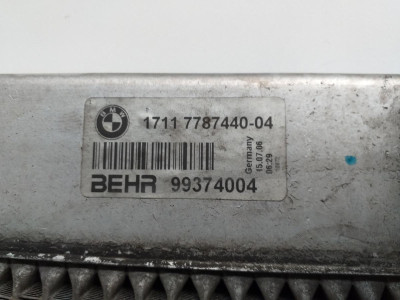 BMW
1711 7787440-04
Germany
15.07.06
06:29
BEHR 99374004